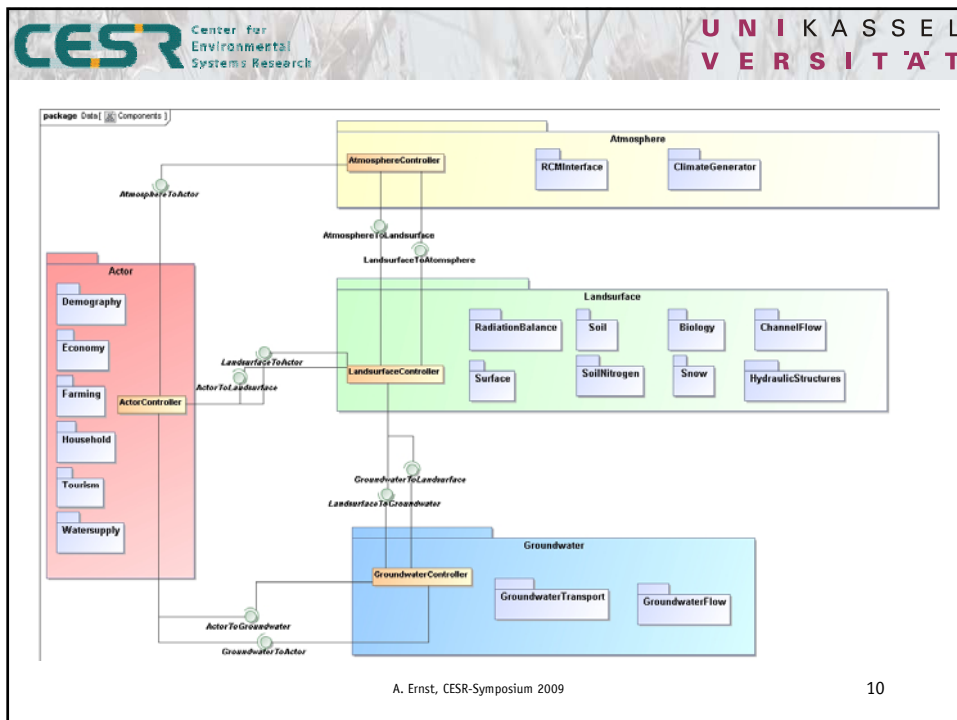 CESR
Center for
Environmental
Systems Research
UNIKASSEL
VERSITÄT
package Data[ Components ]
Atmosphere
AtmosphereController
RCMInterface
ClimateGenerator
AtmosphereToActor
AtmosphereToLandsurface
LandsurfaceToAtomsphere
Actor
Demography
Economy
Farming
ActorController
Household
Tourism
Watersupply
LandsurfaceToActor
ActorToLandsurface
Landsurface
RadiationBalance
Soil
Biology
ChannelFlow
LandsurfaceController
Surface
SoilNitrogen
Snow
HydraulicStructures
GroundwaterToLandsurface
LandsurfaceToGroundwater
Groundwater
GroundwaterController
GroundwaterTransport
GroundwaterFlow
ActorToGroundwater
GroundwaterToActor
A. Ernst, CESR-Symposium 2009
10